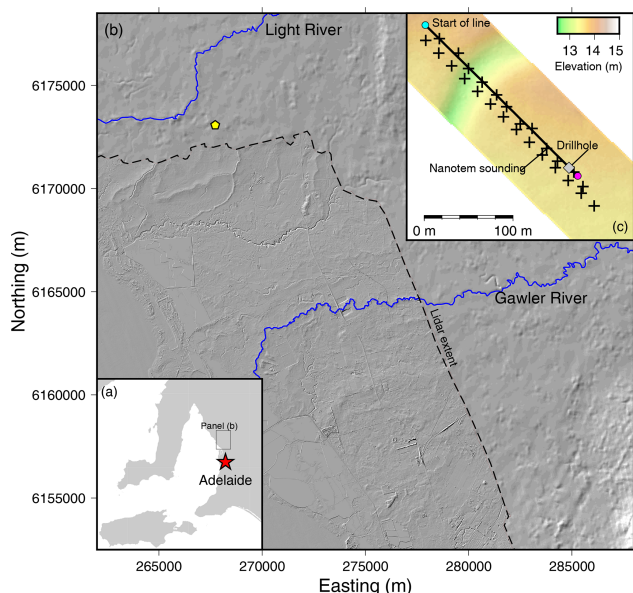 (b)
Light River
Start of line
13
14
15
Elevation (m)
Nanotem sounding
Drillhole
0 m
100 m
(c)
Gawler River
Lidar extent
(a)
Panel (b)
Adelaide
6175000
6170000
6165000
6160000
6155000
Northing (m)
265000
270000
275000
280000
285000
Easting (m)